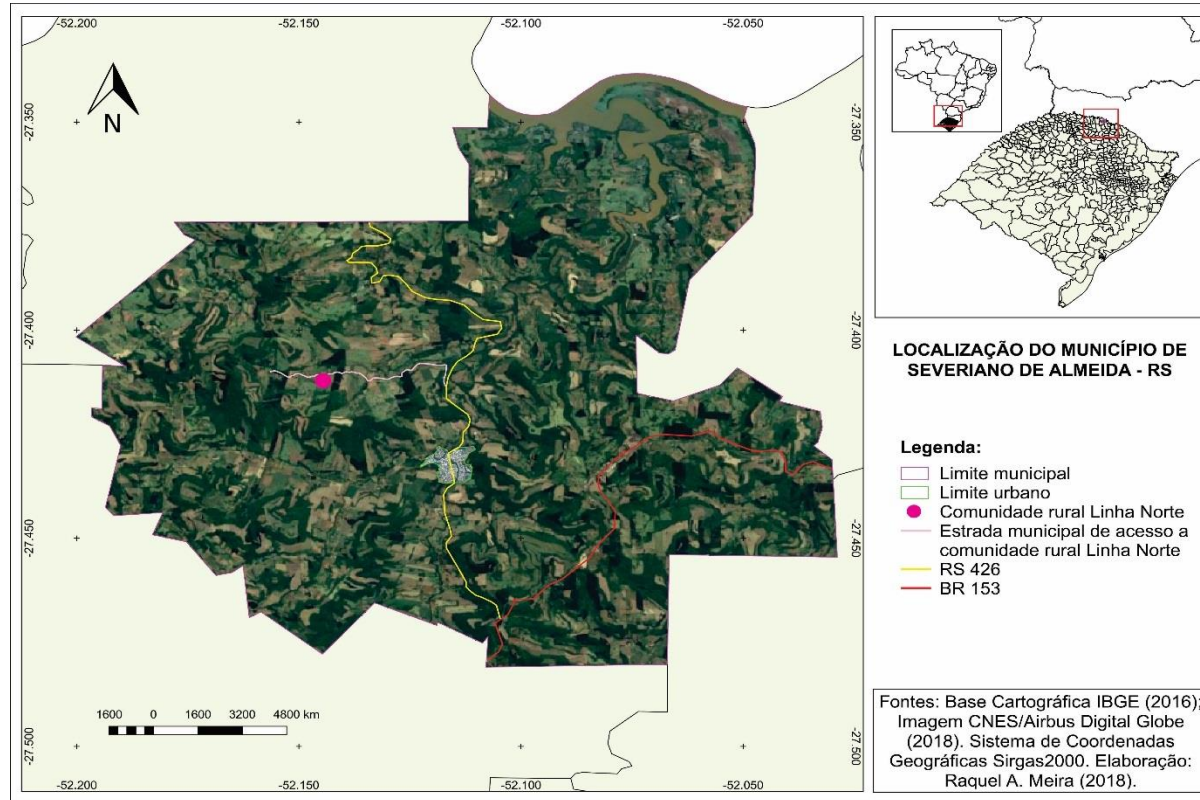 -52.200
-52.150
-52.100
-52.050
-27.350
-27.350
N
-27.400
-27.400
-27.450
-27.450
-27.500
-27.500
1600 0 1600 3200 4800 km
-52.200
-52.150
-52.100
-52.050
LOCALIZAÇÃO DO MUNICÍPIO DE
SEVERIANO DE ALMEIDA - RS
Legenda:
Limite municipal
Limite urbano
Comunidade rural Linha Norte
Estrada municipal de acesso a
comunidade rural Linha Norte
RS 426
BR 153
Fontes: Base Cartográfica IBGE (2016);
Imagem CNES/Airbus Digital Globe
(2018). Sistema de Coordenadas
Geográficas Sirgas2000. Elaboração:
Raquel A. Meira (2018).